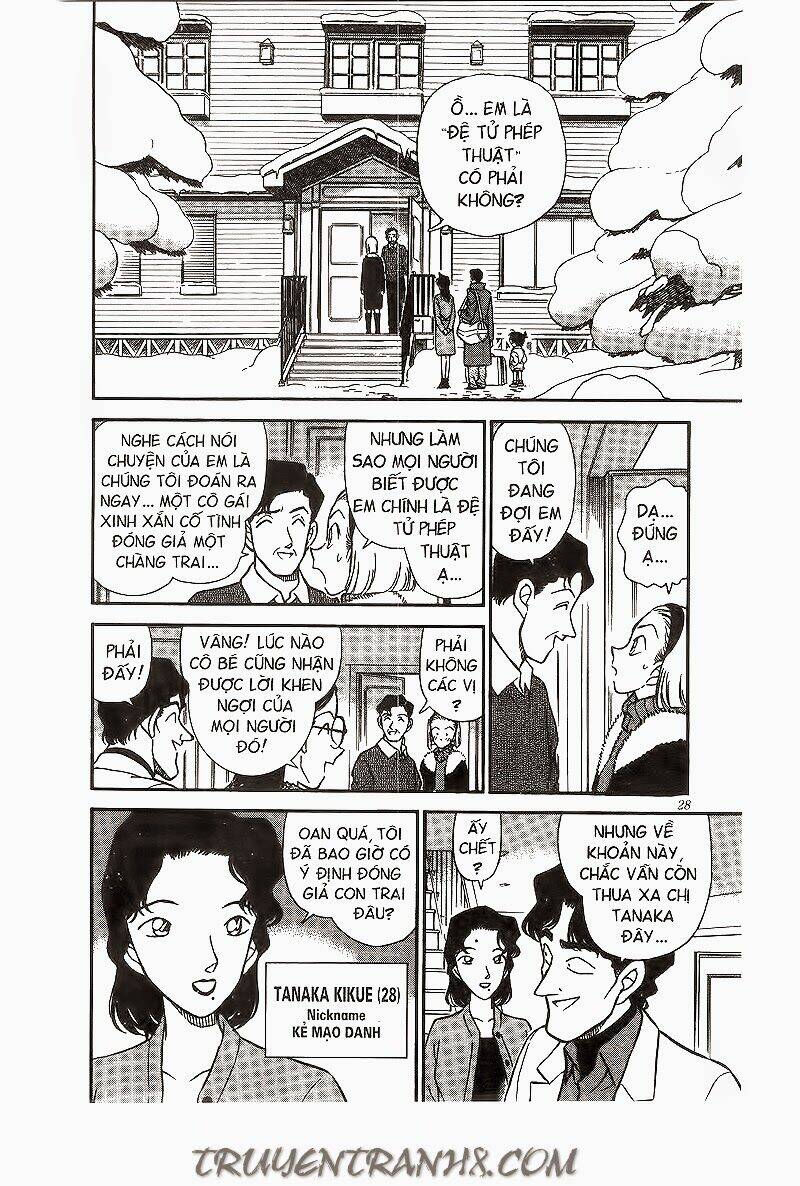 Ồ... EM LÀ
"ĐỆ TỬ PHÉP
THUẬT"
CÓ PHẢI
KHÔNG?
CHÚNG
TÔI
ĐANG
ĐỢI EM
ĐẤY!
DẠ...
ĐÚNG
Ạ...
NHƯNG LÀM
SAO MỌI NGƯỜI
BIẾT ĐƯỢC
EM CHÍNH LÀ ĐỆ
TỬ PHÉP
THUẬT
Ạ...
NGHE CÁCH NÓI
CHUYỆN CỦA EM LÀ
CHÚNG TÔI ĐOÁN RA
NGAY... MỘT CÔ GÁI
XINH XẮN CỐ TÌNH
ĐÓNG GIẢ MỘT
CHÀNG TRAI...
PHẢI
KHÔNG
CÁC VỊ
?
VÂNG! LÚC NÀO
CÔ BÉ CŨNG NHẬN
ĐƯỢC LỜI KHEN
NGỢI CỦA
MỌI NGƯỜI
ĐÓ!
PHẢI
ĐẤY!
28
NHƯNG VỀ
KHOẢN NÀY,
CHẮC VẪN CÒN
THUA XA CHỊ
TANAKA
ĐÂY...
ẤY
CHẾT
?
OAN QUÁ, TÔI
ĐÃ BAO GIỜ CÓ
Ý ĐỊNH ĐÓNG
GIẢ CON TRAI
ĐÂU?
TANAKA KIKUE (28)
Nickname
KẺ MẠO DANH
TRUYENTRANH8.COM